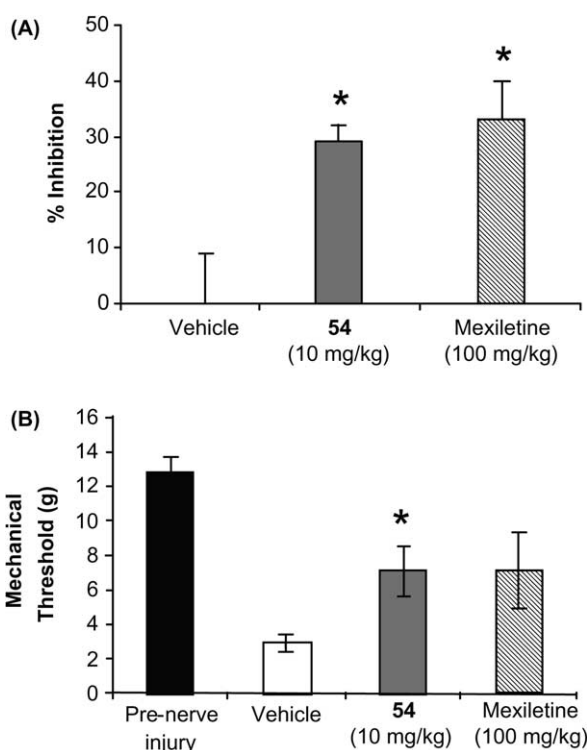 (A)
50
40
30
20
10
0
% Inhibition
*
*
Vehicle
54
(10 mg/kg)
Mexiletine
(100 mg/kg)
(B)
16
14
12
10
8
6
4
2
0
Mechanical
Threshold (g)
*
Pre-nerve
injury
Vehicle
54
(10 mg/kg)
Mexiletine
(100 mg/kg)